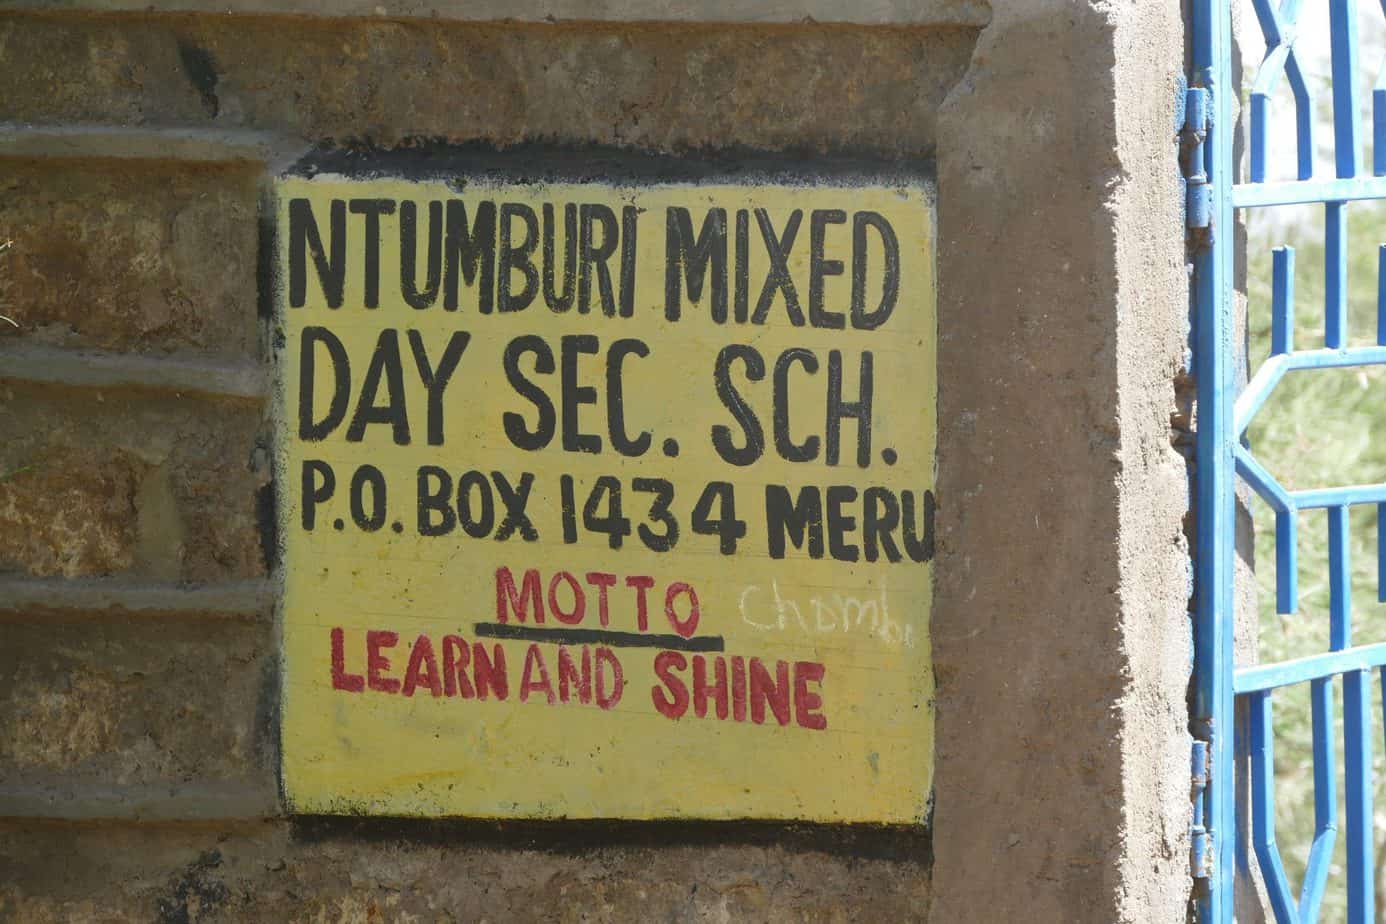 NTUMBURI MIXED
DAY SEC. SCH.
P.O. BOX 1434 MERU
MOTTO
LEARN AND SHINE